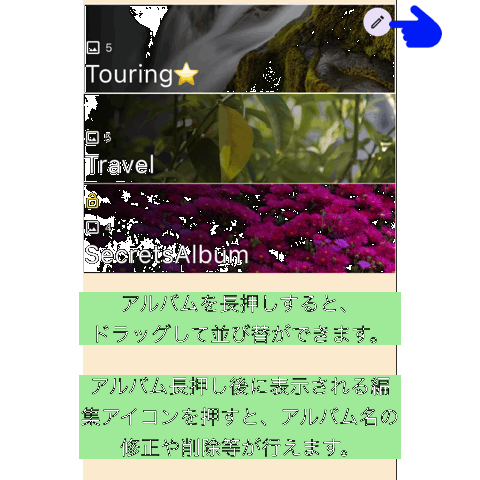 5
Touring⭐
5
Travel
4
SecretsAlbum
アルバムを長押しすると、
ドラッグして並び替ができます。
アルバム長押し後に表示される編
集アイコンを押すと、アルバム名の
修正や削除等が行えます。